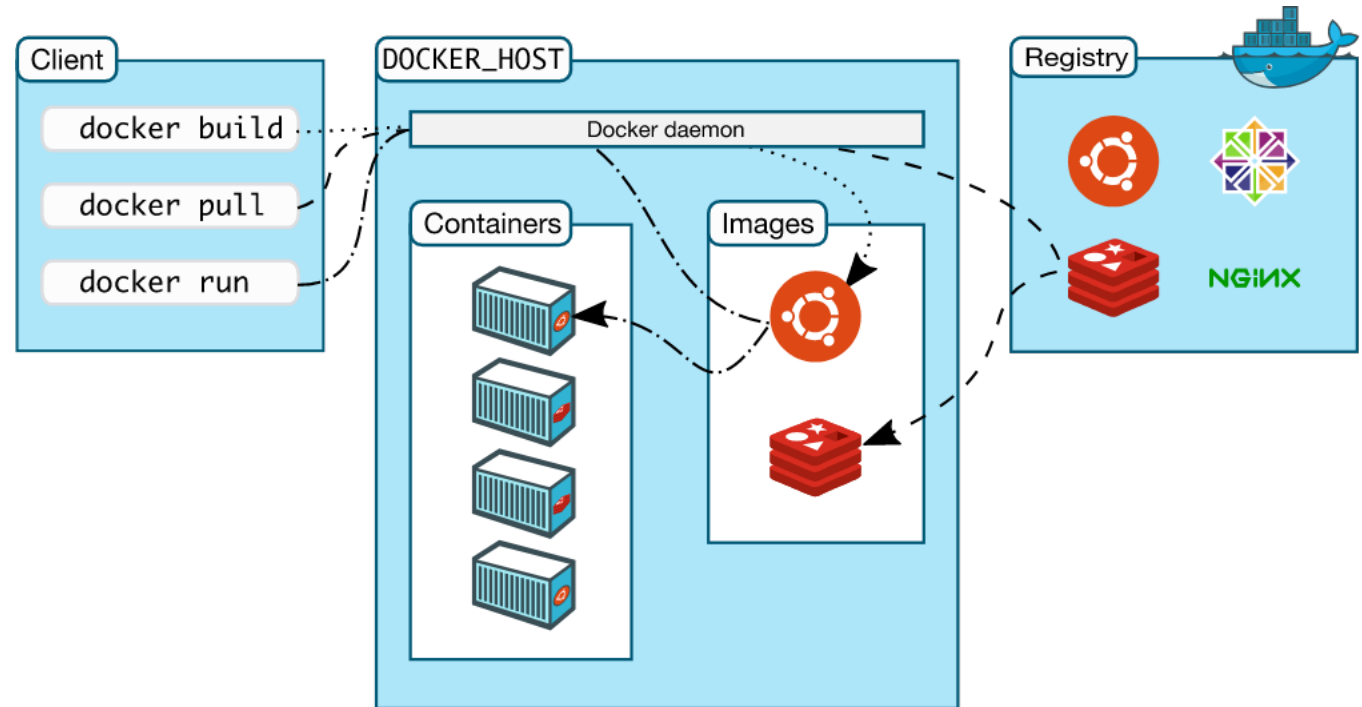 Client
docker build
docker pull
docker run
DOCKER_HOST
Docker daemon
Containers
Images
Registry
NGiNX